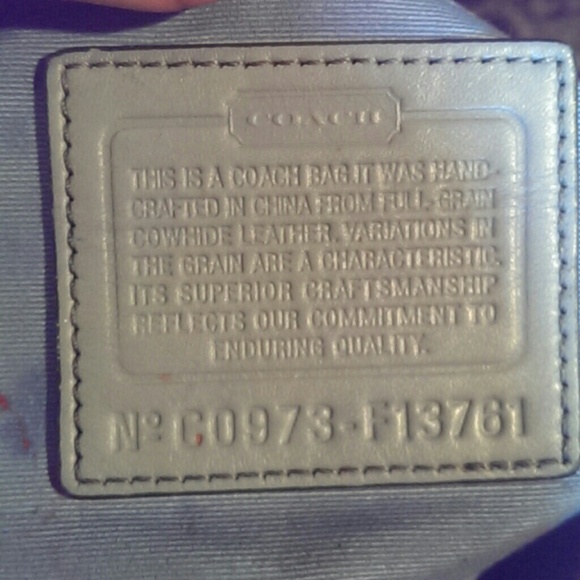 COACH
THIS IS A COACH BAG.IT WAS HAND-
CRAFTED IN CHINA FROM FULL-GRAIN
COWHIDE LEATHER. VARIATIONS IN
THE GRAIN ARE A CHARACTERISTIC.
ITS SUPERIOR CRAFTSMANSHIP
REFLECTS OUR COMMITMENT TO
ENDURING QUALITY.
Nº C0973-F13761